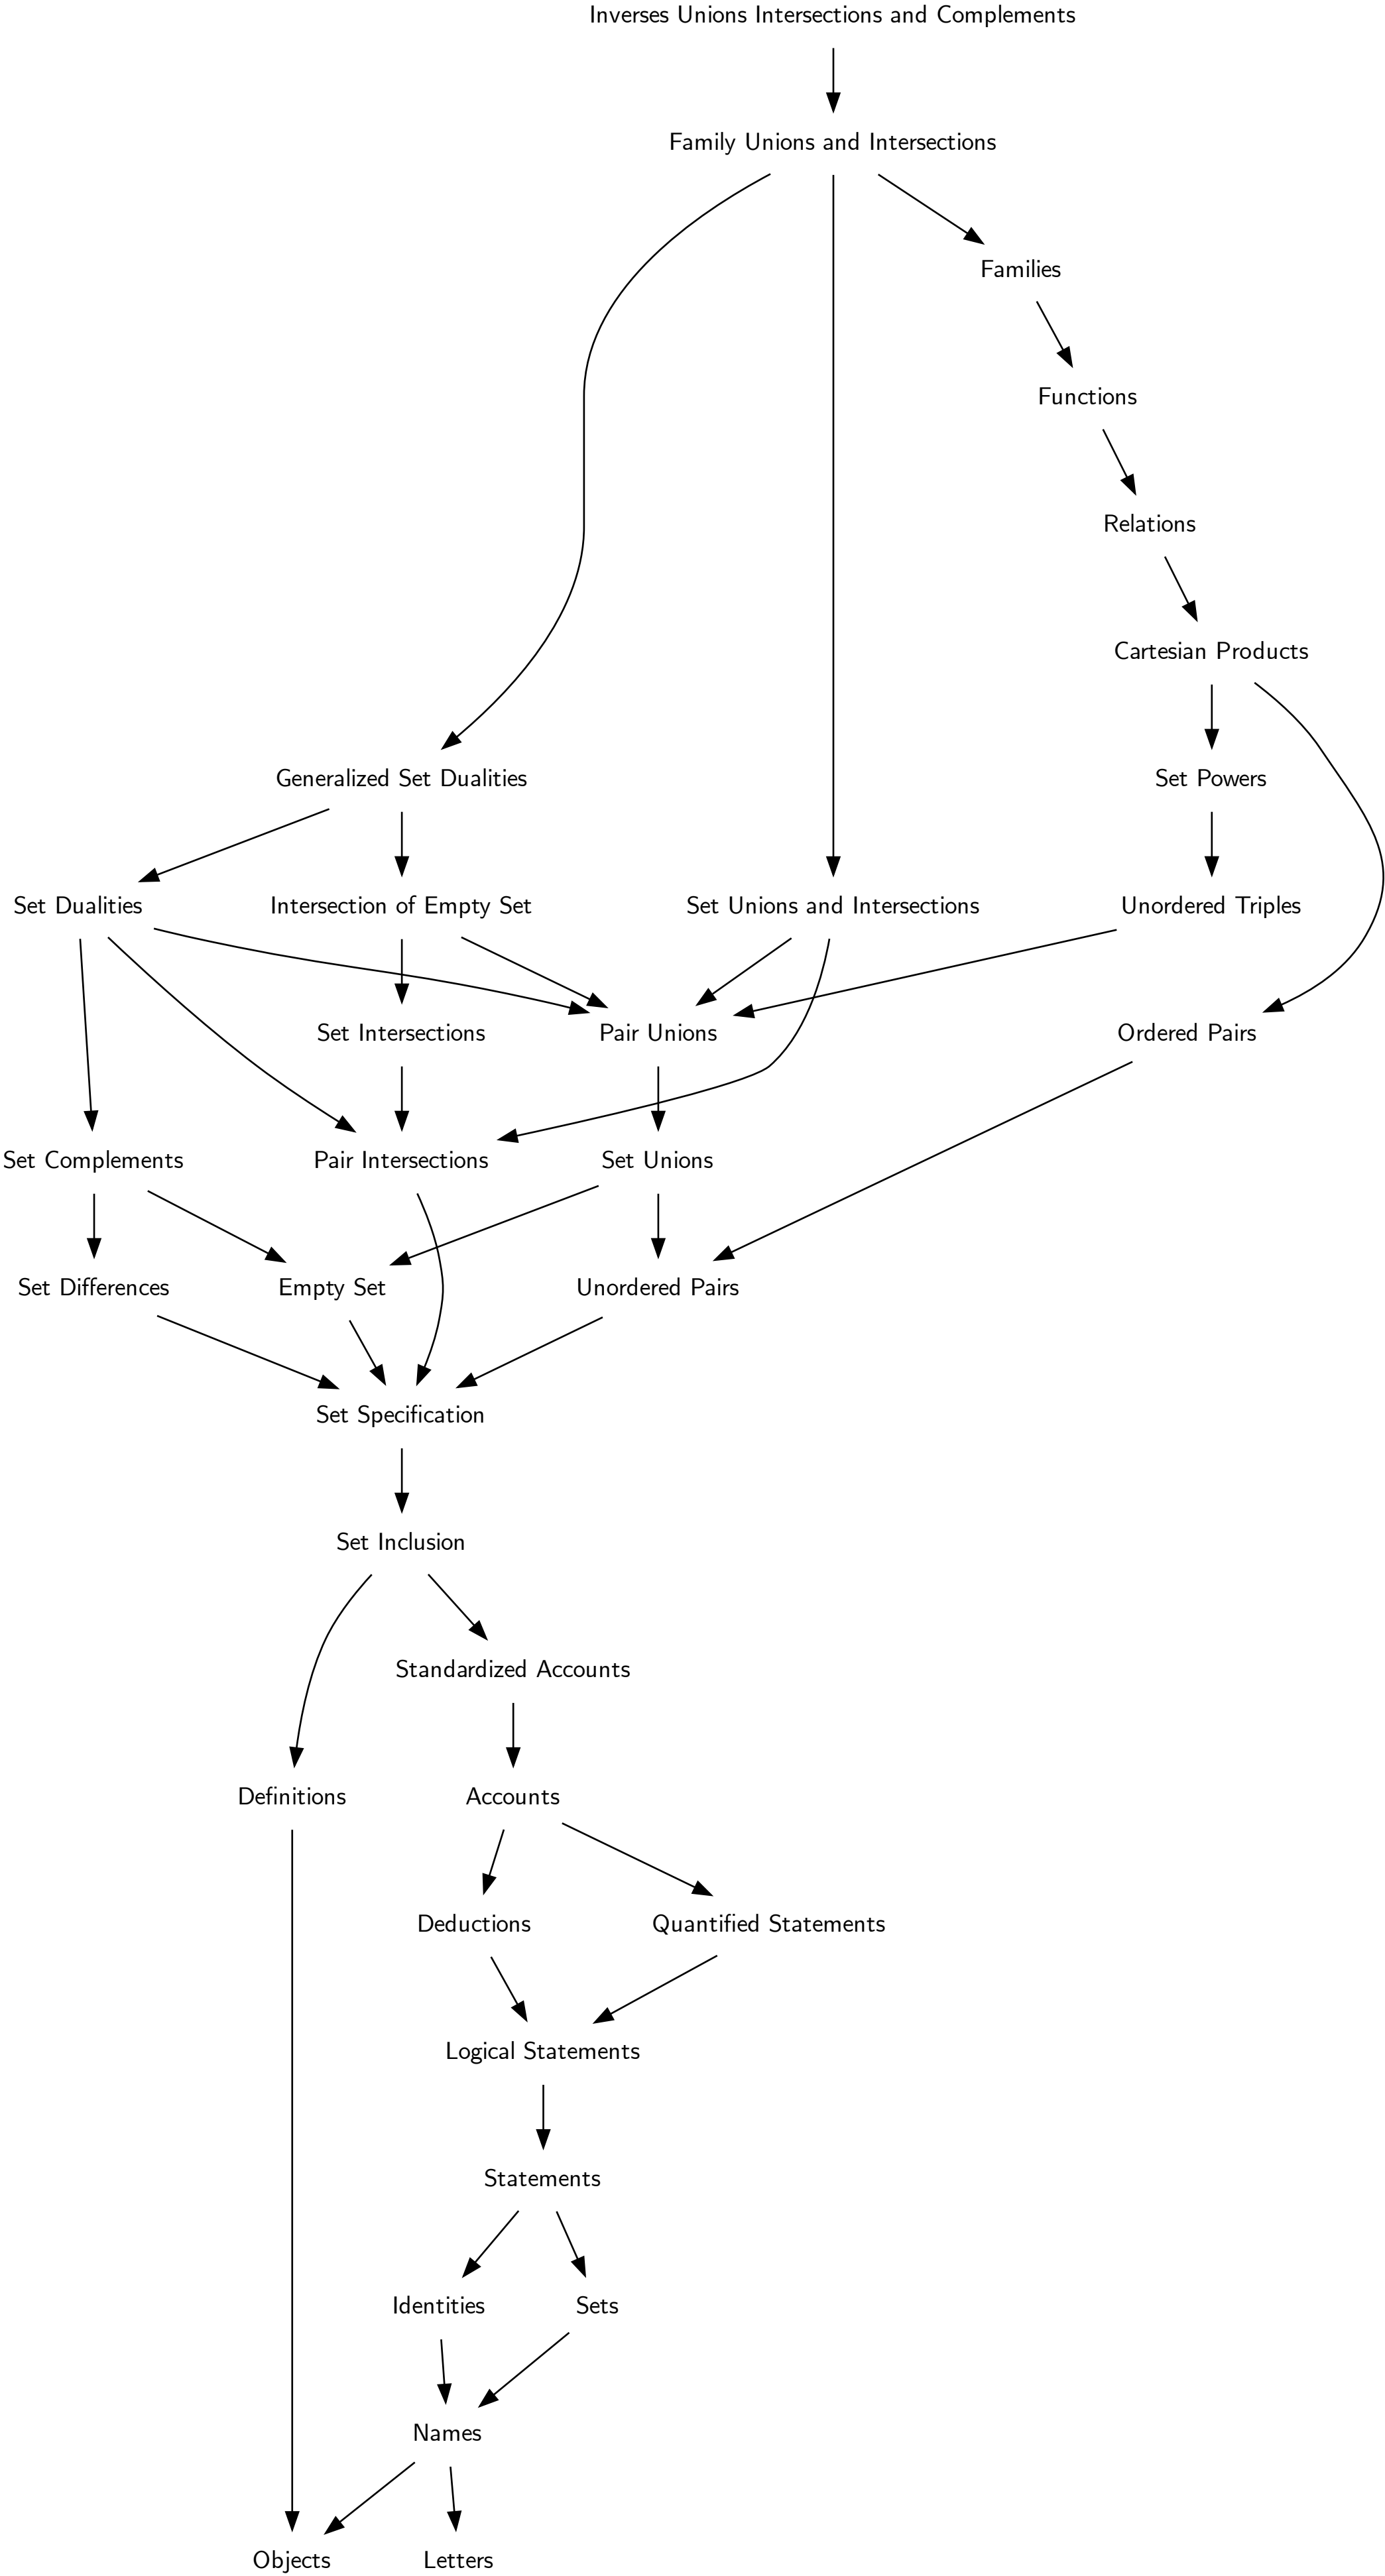 Inverses Unions Intersections and Complements
Family Unions and Intersections
Families
Functions
Relations
Cartesian Products
Generalized Set Dualities
Set Powers
Set Dualities
Intersection of Empty Set
Set Unions and Intersections
Unordered Triples
Set Intersections
Pair Unions
Ordered Pairs
Set Complements
Pair Intersections
Set Unions
Set Differences
Empty Set
Unordered Pairs
Set Specification
Set Inclusion
Standardized Accounts
Definitions
Accounts
Deductions
Quantified Statements
Logical Statements
Statements
Identities
Sets
Names
Objects
Letters